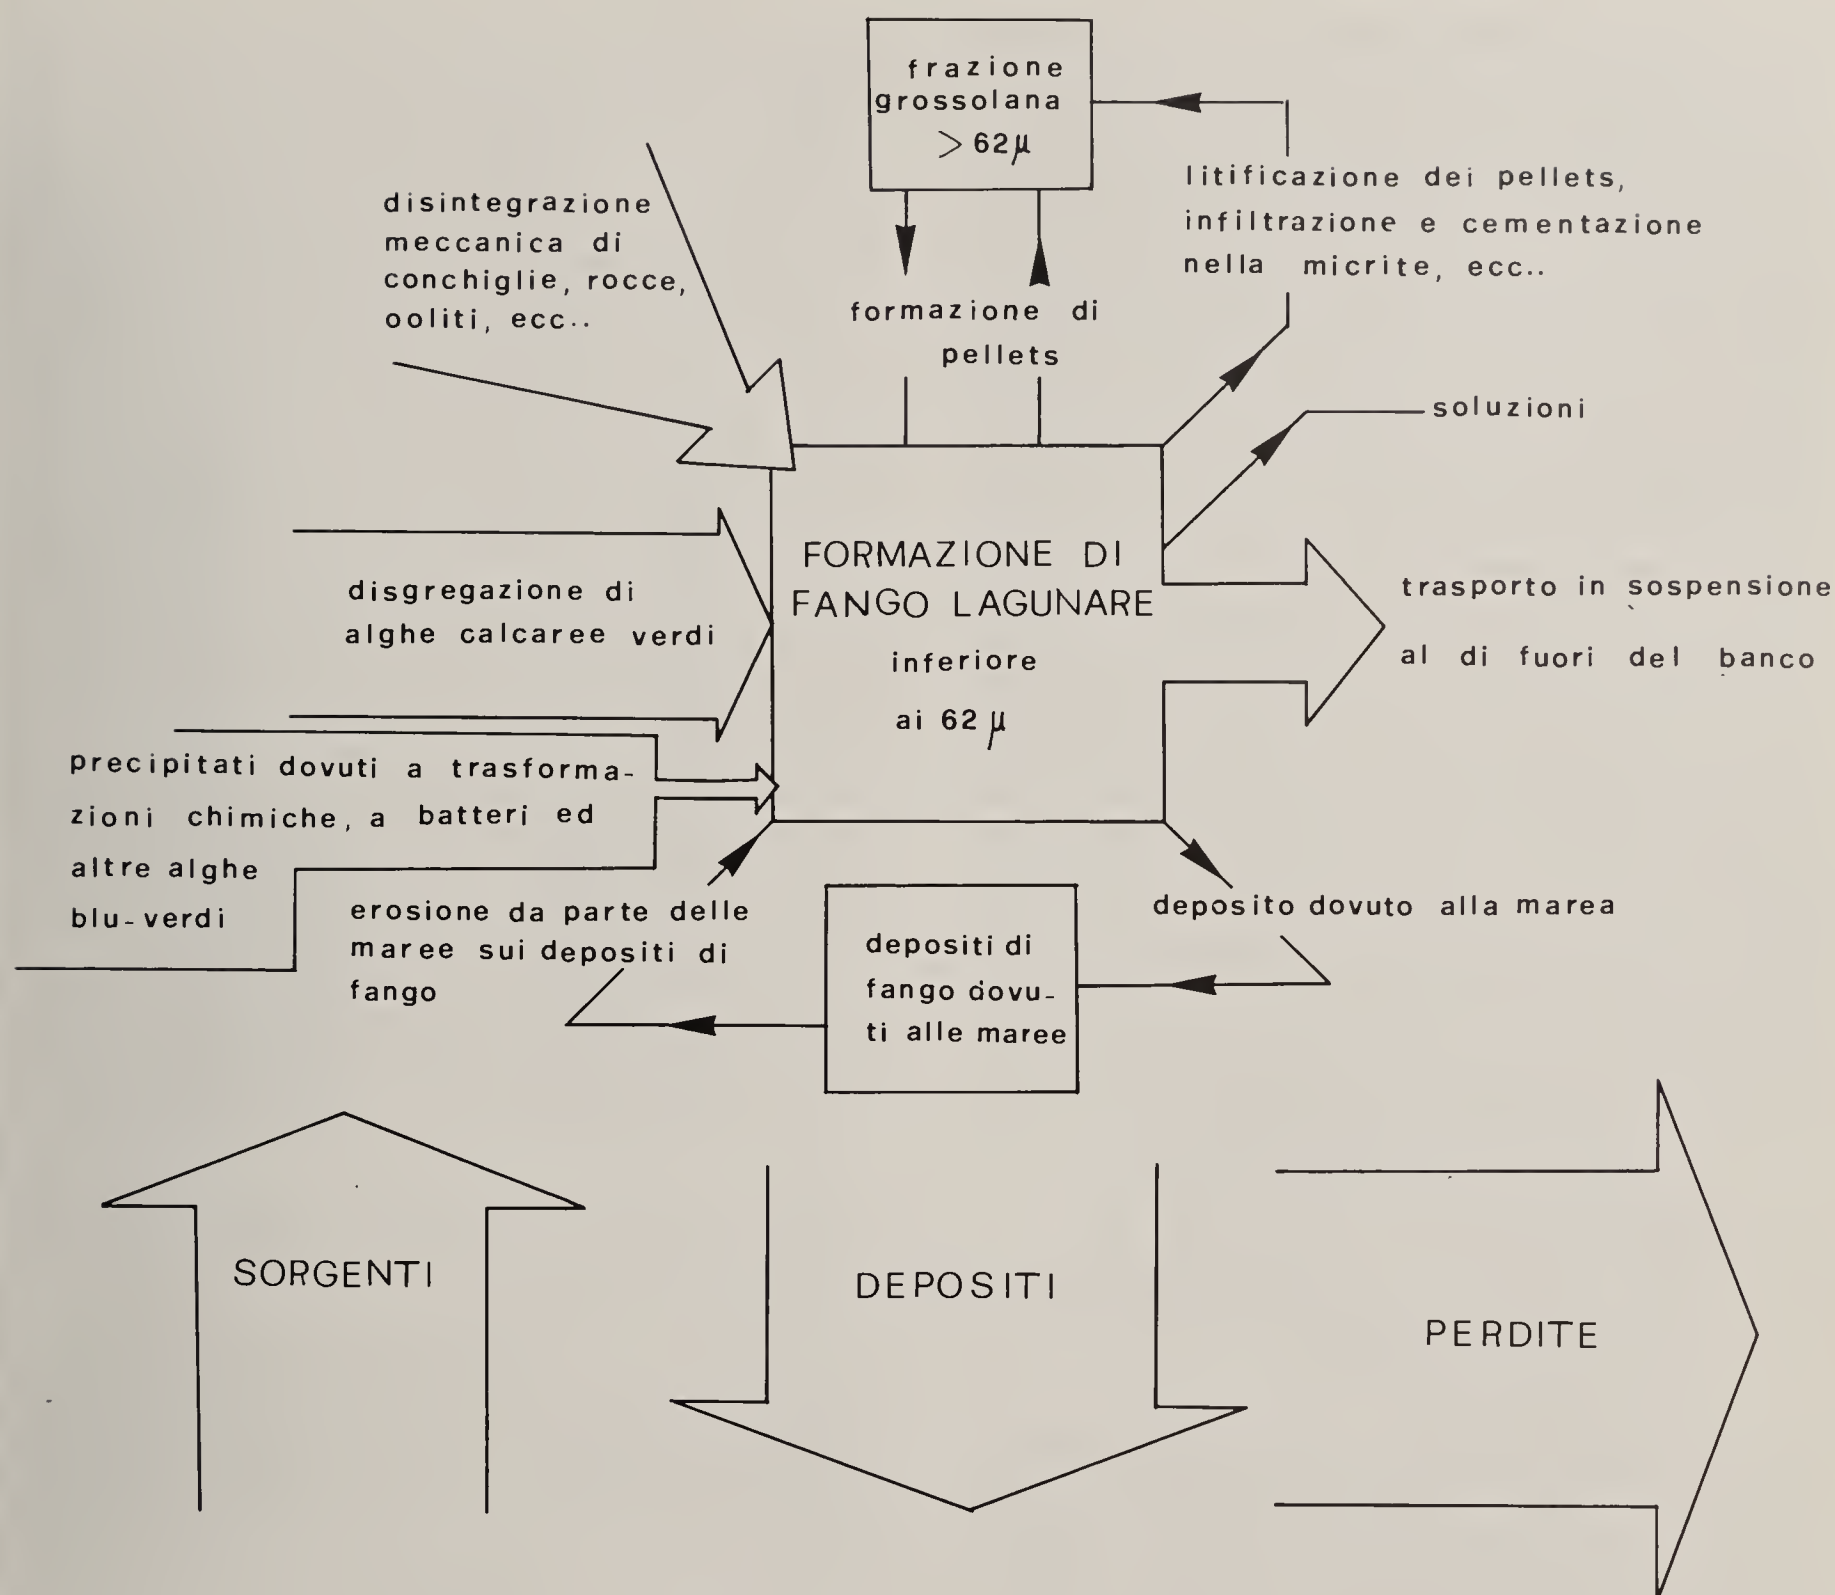 frazione
grossolana
> 62 µ
litificazione dei pellets,
infiltrazione e cementazione
nella micrite, ecc..
disintegrazione
meccanica di
conchiglie, rocce,
ooliti, ecc..
formazione di
pellets
soluzioni
FORMAZIONE DI
FANGO LAGUNARE
inferiore
ai 62 µ
disgregazione di
alghe calcaree verdi
trasporto in sospensione
al di fuori del banco
precipitati dovuti a trasforma-
zioni chimiche, a batteri ed
altre alghe
blu-verdi
erosione da parte delle
maree sui depositi di
fango
depositi di
fango dovu-
ti alle maree
deposito dovuto alla marea
SORGENTI
DEPOSITI
PERDITE